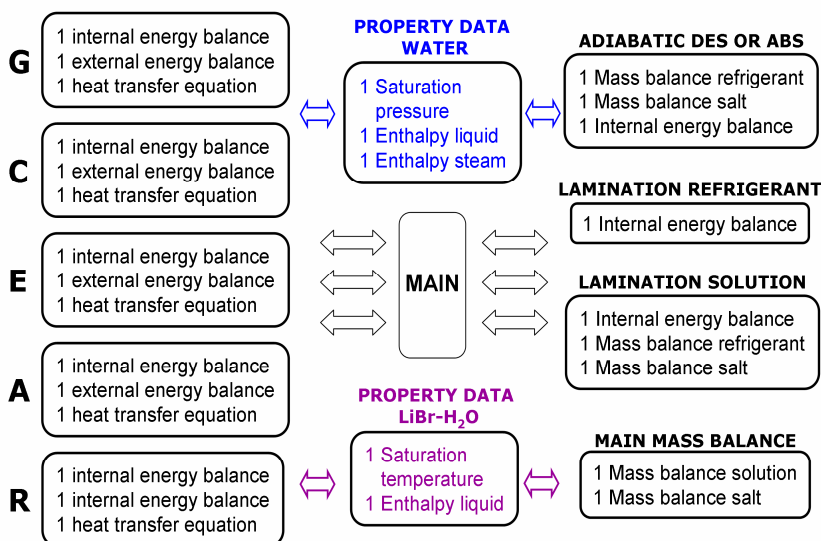 G
1 internal energy balance
1 external energy balance
1 heat transfer equation
C
1 internal energy balance
1 external energy balance
1 heat transfer equation
E
1 internal energy balance
1 external energy balance
1 heat transfer equation
A
1 internal energy balance
1 external energy balance
1 heat transfer equation
R
1 internal energy balance
1 internal energy balance
1 heat transfer equation
PROPERTY DATA
WATER
1 Saturation
pressure
1 Enthalpy liquid
1 Enthalpy steam
MAIN
PROPERTY DATA
LiBr-H₂O
1 Saturation
temperature
1 Enthalpy liquid
ADIABATIC DES OR ABS
1 Mass balance refrigerant
1 Mass balance salt
1 Internal energy balance
LAMINATION REFRIGERANT
1 Internal energy balance
LAMINATION SOLUTION
1 Internal energy balance
1 Mass balance refrigerant
1 Mass balance salt
MAIN MASS BALANCE
1 Mass balance solution
1 Mass balance salt